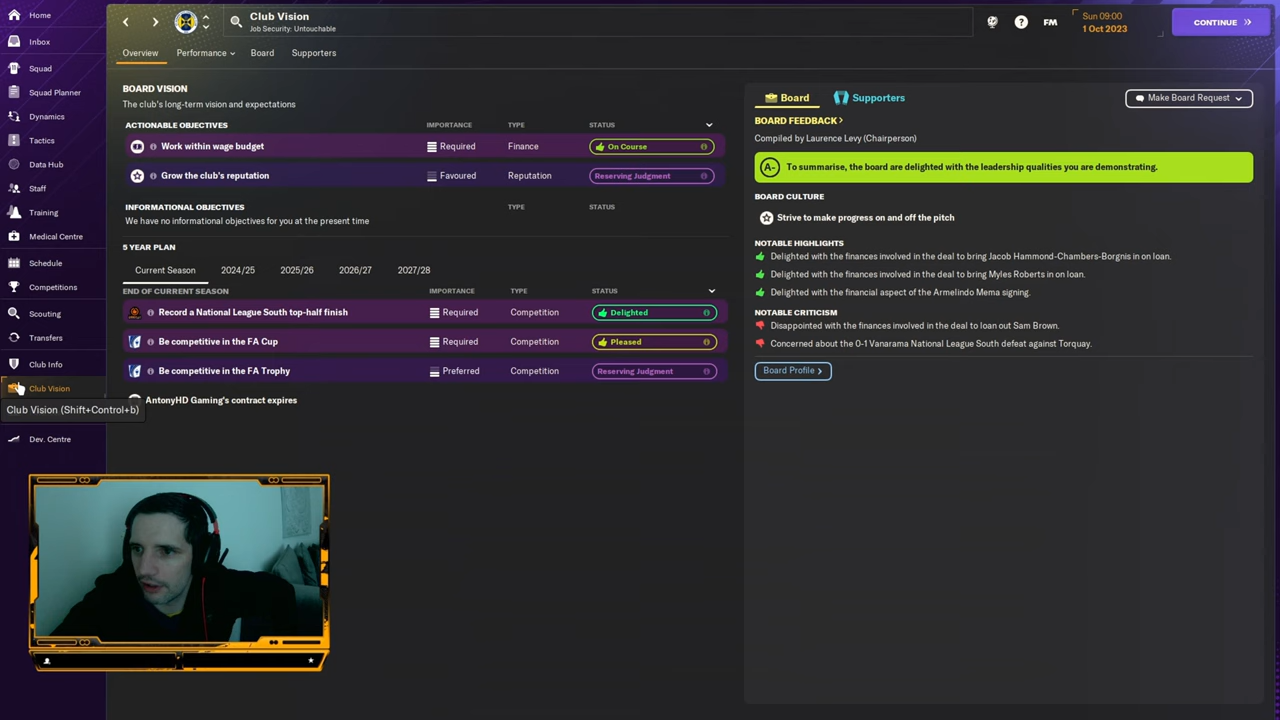 Home
Inbox
Squad
Squad Planner
Dynamics
Tactics
Data Hub
Staff
Training
Medical Centre
Schedule
Competitions
Scouting
Transfers
Club Info
Club Vision
Club Vision (Shift+Control+b)
Dev. Centre
Club Vision
Job Security: Untouchable
FM
Sun 09:00
1 Oct 2023
CONTINUE
Overview
Performance
Board
Supporters
BOARD VISION
The club's long-term vision and expectations
ACTIONABLE OBJECTIVES IMPORTANCE TYPE STATUS
Work within wage budget Required Finance On Course
Grow the club's reputation Favoured Reputation Reserving Judgment
INFORMATIONAL OBJECTIVES TYPE STATUS
We have no informational objectives for you at the present time
5 YEAR PLAN
Current Season 2024/25 2025/26 2026/27 2027/28
END OF CURRENT SEASON IMPORTANCE TYPE STATUS
Record a National League South top-half finish Required Competition Delighted
Be competitive in the FA Cup Required Competition Pleased
Be competitive in the FA Trophy Preferred Competition Reserving Judgment
AntonyHD Gaming's contract expires
Board Supporters Make Board Request
BOARD FEEDBACK
Compiled by Laurence Levy (Chairperson)
A- To summarise, the board are delighted with the leadership qualities you are demonstrating.
BOARD CULTURE
Strive to make progress on and off the pitch
NOTABLE HIGHLIGHTS
Delighted with the finances involved in the deal to bring Jacob Hammond-Chambers-Borgnis in on loan.
Delighted with the finances involved in the deal to bring Myles Roberts in on loan.
Delighted with the financial aspect of the Armelindo Mema signing.
NOTABLE CRITICISM
Disappointed with the finances involved in the deal to loan out Sam Brown.
Concerned about the 0-1 Vanarama National League South defeat against Torquay.
Board Profile